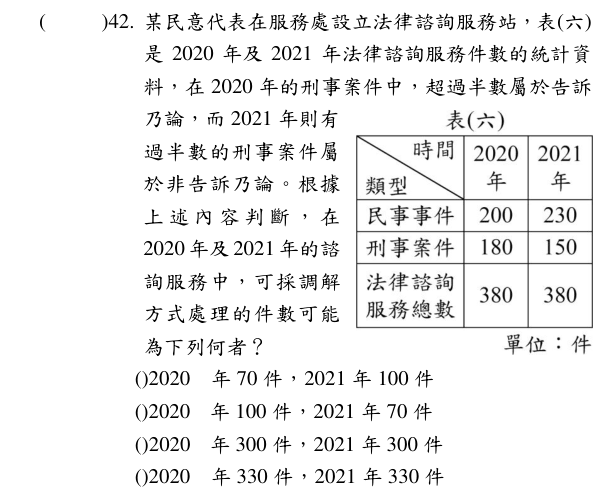 (          )42. 某民意代表在服務處設立法律諮詢服務站，表(六)
是 2020 年及 2021 年法律諮詢服務件數的統計資
料，在 2020 年的刑事案件中，超過半數屬於告訴
乃論，而 2021 年則有
過半數的刑事案件屬
於非告訴乃論。根據
上述內容判斷，在
2020 年及 2021 年的諮
詢服務中，可採調解
方式處理的件數可能
為下列何者？
表(六)
時間 2020 年 2021 年
類型
民事事件 200 230
刑事案件 180 150
法律諮詢
服務總數 380 380
單位：件
()2020　年 70 件，2021 年 100 件
()2020　年 100 件，2021 年 70 件
()2020　年 300 件，2021 年 300 件
()2020　年 330 件，2021 年 330 件